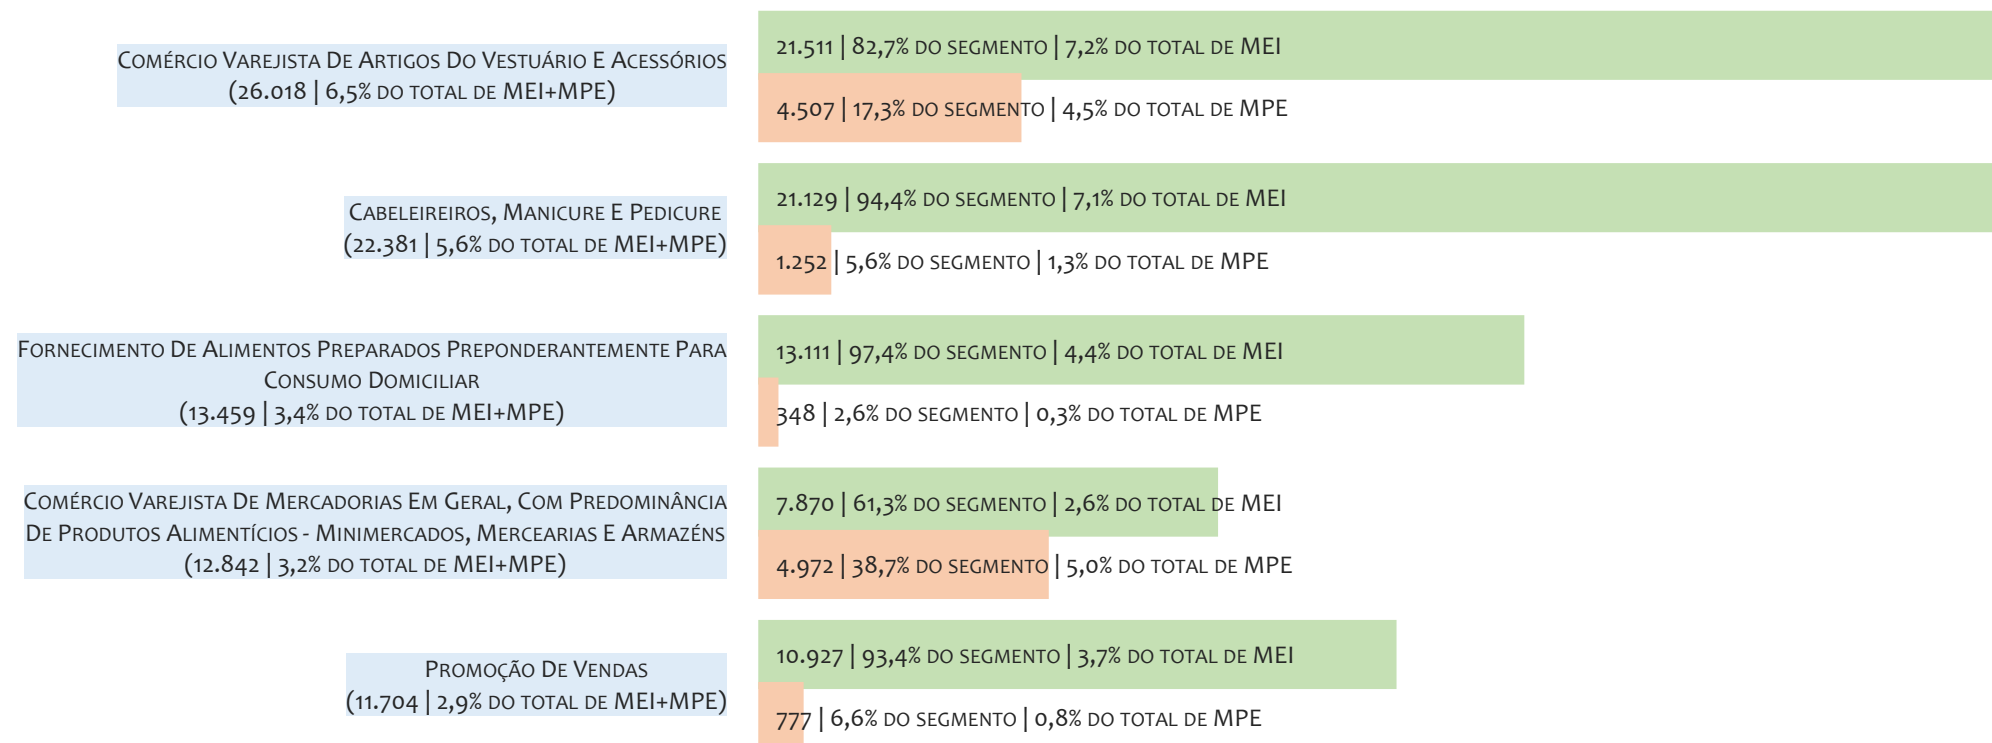 Comércio Varejista De Artigos Do Vestuário E Acessórios
(26.018 | 6,5% do total de MEI+MPE)
21.511 | 82,7% do segmento | 7,2% do total de MEI
4.507 | 17,3% do segmento | 4,5% do total de MPE
Cabeleireiros, Manicure E Pedicure
(22.381 | 5,6% do total de MEI+MPE)
21.129 | 94,4% do segmento | 7,1% do total de MEI
1.252 | 5,6% do segmento | 1,3% do total de MPE
Fornecimento De Alimentos Preparados Preponderantemente Para
Consumo Domiciliar
(13.459 | 3,4% do total de MEI+MPE)
13.111 | 97,4% do segmento | 4,4% do total de MEI
348 | 2,6% do segmento | 0,3% do total de MPE
Comércio Varejista De Mercadorias Em Geral, Com Predominância
De Produtos Alimentícios - Minimercados, Mercearias E Armazéns
(12.842 | 3,2% do total de MEI+MPE)
7.870 | 61,3% do segmento | 2,6% do total de MEI
4.972 | 38,7% do segmento | 5,0% do total de MPE
Promoção De Vendas
(11.704 | 2,9% do total de MEI+MPE)
10.927 | 93,4% do segmento | 3,7% do total de MEI
777 | 6,6% do segmento | 0,8% do total de MPE